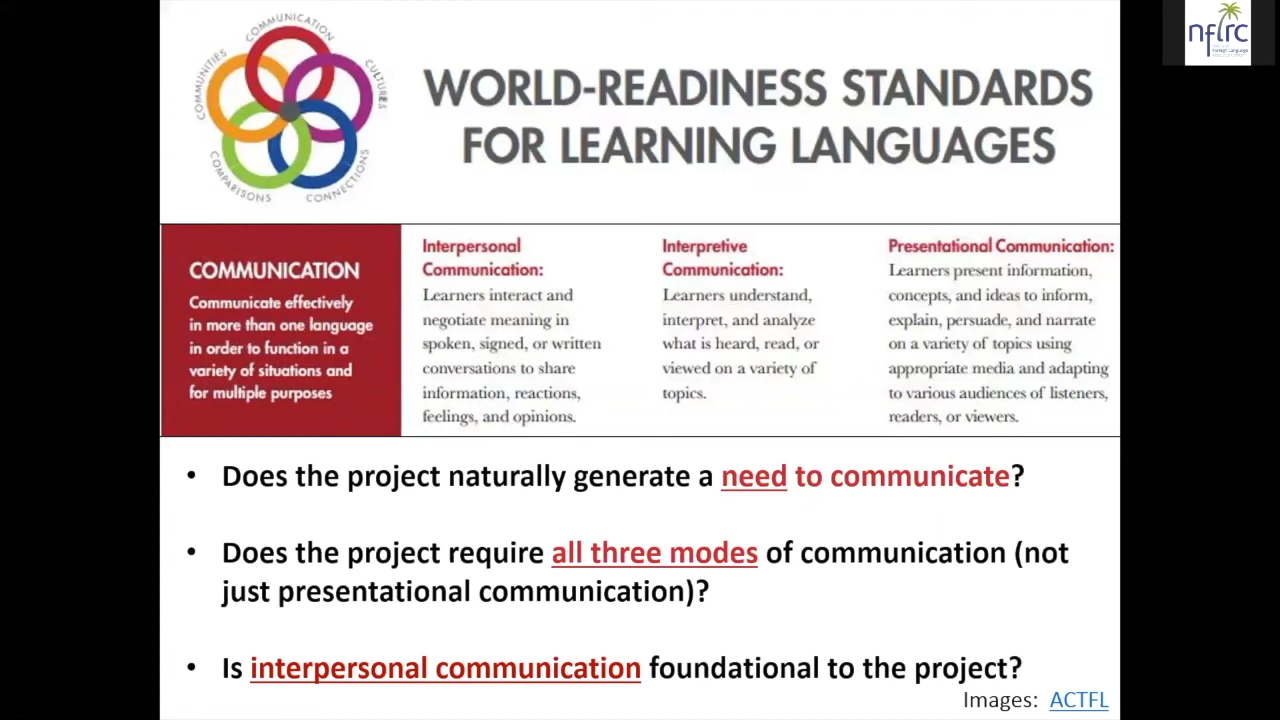 COMMUNICATION
CULTURES
CONNECTIONS
COMPARISONS
COMMUNITIES
WORLD-READINESS STANDARDS
FOR LEARNING LANGUAGES
nflrc
Foreign Language
COMMUNICATION
Communicate effectively
in more than one language
in order to function in a
variety of situations and
for multiple purposes
Interpersonal
Communication:
Learners interact and
negotiate meaning in
spoken, signed, or written
conversations to share
information, reactions,
feelings, and opinions.
Interpretive
Communication:
Learners understand,
interpret, and analyze
what is heard, read, or
viewed on a variety of
topics.
Presentational Communication:
Learners present information,
concepts, and ideas to inform,
explain, persuade, and narrate
on a variety of topics using
appropriate media and adapting
to various audiences of listeners,
readers, or viewers.
• Does the project naturally generate a need to communicate?
• Does the project require all three modes of communication (not
just presentational communication)?
• Is interpersonal communication foundational to the project?
Images: ACTFL